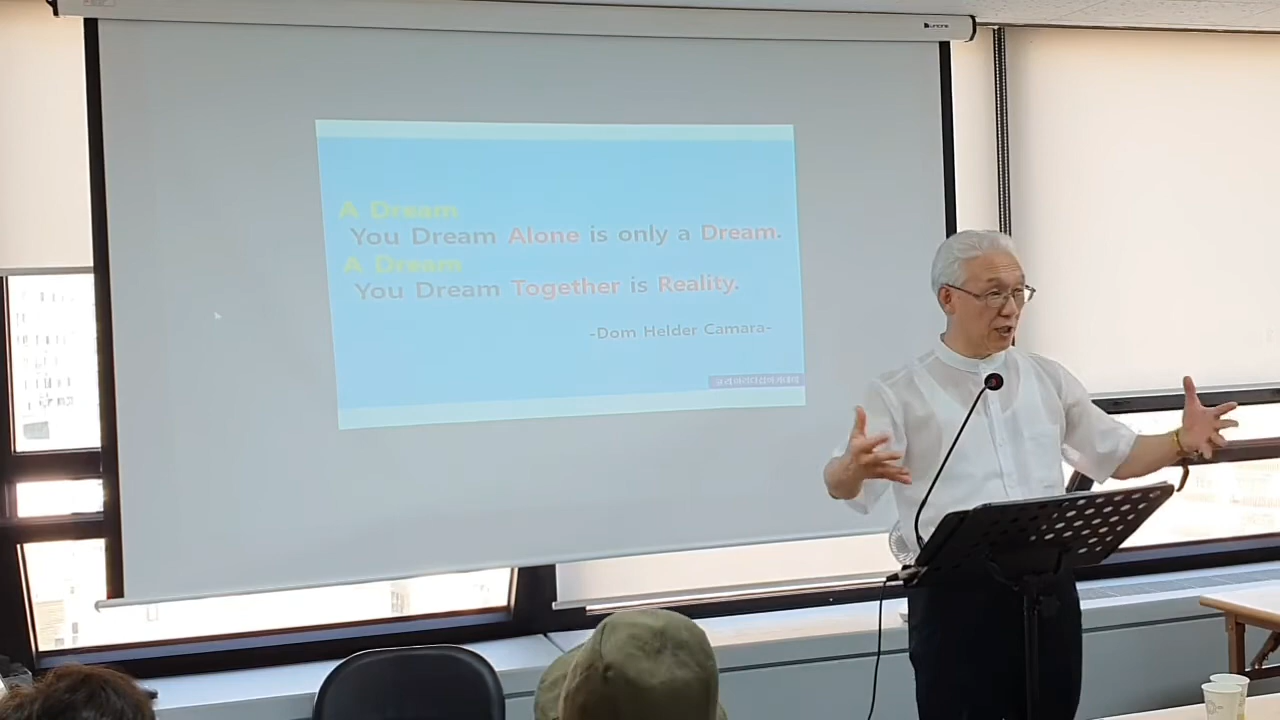 A Dream
You Dream Alone is only a Dream.
A Dream
You Dream Together is Reality.
-Dom Helder Camara-